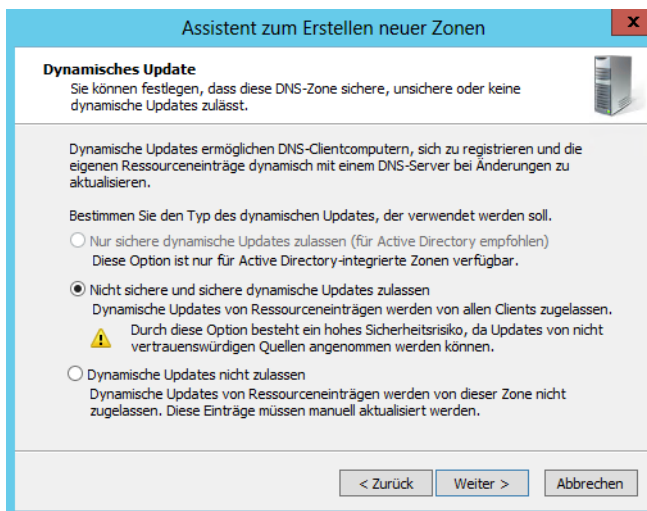 Assistent zum Erstellen neuer Zonen
x
Dynamisches Update
Sie können festlegen, dass diese DNS-Zone sichere, unsichere oder keine
dynamische Updates zulässt.
Dynamische Updates ermöglichen DNS-Clientcomputern, sich zu registrieren und die
eigenen Ressourceneinträge dynamisch mit einem DNS-Server bei Änderungen zu
aktualisieren.
Bestimmen Sie den Typ des dynamischen Updates, der verwendet werden soll.
Nur sichere dynamische Updates zulassen (für Active Directory empfohlen)
Diese Option ist nur für Active Directory-integrierte Zonen verfügbar.
Nicht sichere und sichere dynamische Updates zulassen
Dynamische Updates von Ressourceneinträgen werden von allen Clients zugelassen.
Durch diese Option besteht ein hohes Sicherheitsrisiko, da Updates von nicht
vertrauenswürdigen Quellen angenommen werden können.
Dynamische Updates nicht zulassen
Dynamische Updates von Ressourceneinträgen werden von dieser Zone nicht
zugelassen. Diese Einträge müssen manuell aktualisiert werden.
< Zurück Weiter > Abbrechen